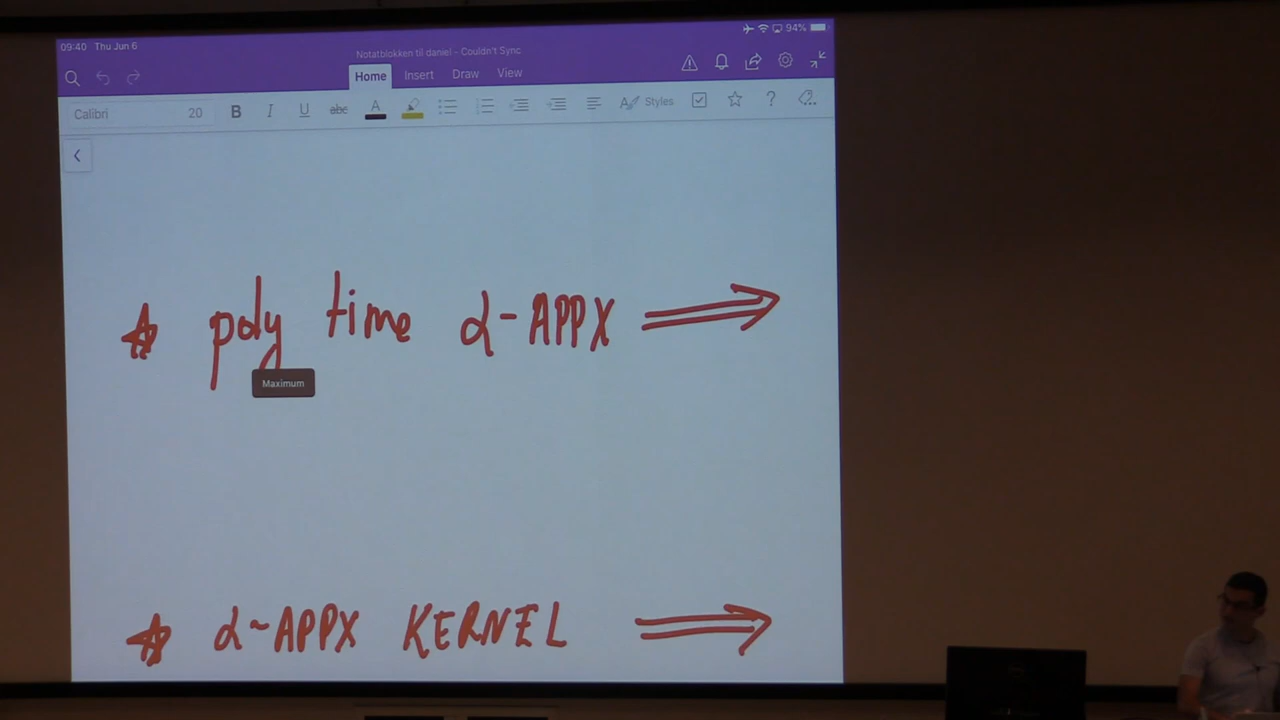 09:40 Thu Jun 6 94%
Notatblokken til daniel - Couldn't Sync
Home Insert Draw View
Calibri 20 B I U abc A A Styles ?
poly time α-APPX ⟹
Maximum
α-APPX KERNEL ⟹